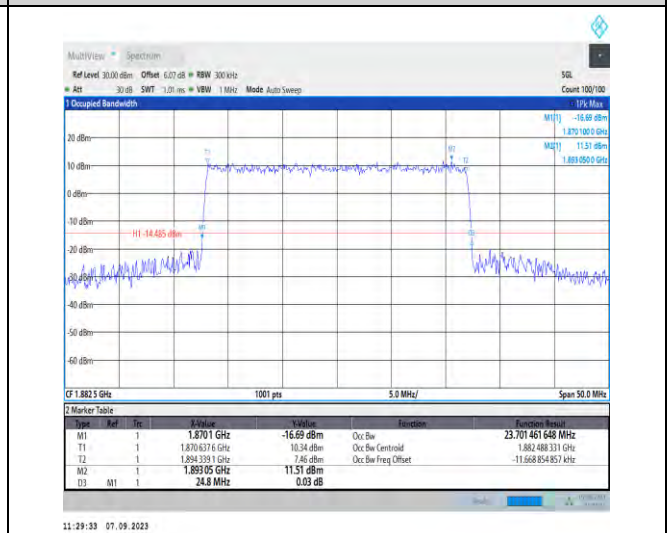 MultiView Spectrum
Ref Level 30.00 dBm Offset 6.07 dB RBW 300 kHz SGL
Att 30 dB SWT 1.01 ms VBW 1 MHz Mode Auto Sweep Count 100/100
1 Occupied Bandwidth 1Pk Max
M1[1] -16.69 dBm
1.870 100 0 GHz
M2[1] 11.51 dBm
1.893 050 0 GHz
20 dBm
T1
M2
T2
10 dBm
0 dBm
-10 dBm
H1 -14.485 dBm
M1
D3
-20 dBm
-30 dBm
-40 dBm
-50 dBm
-60 dBm
CF 1.882 5 GHz 1001 pts 5.0 MHz/ Span 50.0 MHz
2 Marker Table
Type Ref Trc X-Value Y-Value Function Function Result
M1 1 1.8701 GHz -16.69 dBm Occ Bw 23.701 461 648 MHz
T1 1 1.870 637 6 GHz 10.34 dBm Occ Bw Centroid 1.882 488 331 GHz
T2 1 1.894 339 1 GHz 7.46 dBm Occ Bw Freq Offset -11.668 854 857 kHz
M2 1 1.893 05 GHz 11.51 dBm
D3 M1 1 24.8 MHz 0.03 dB
11:29:33 07.09.2023